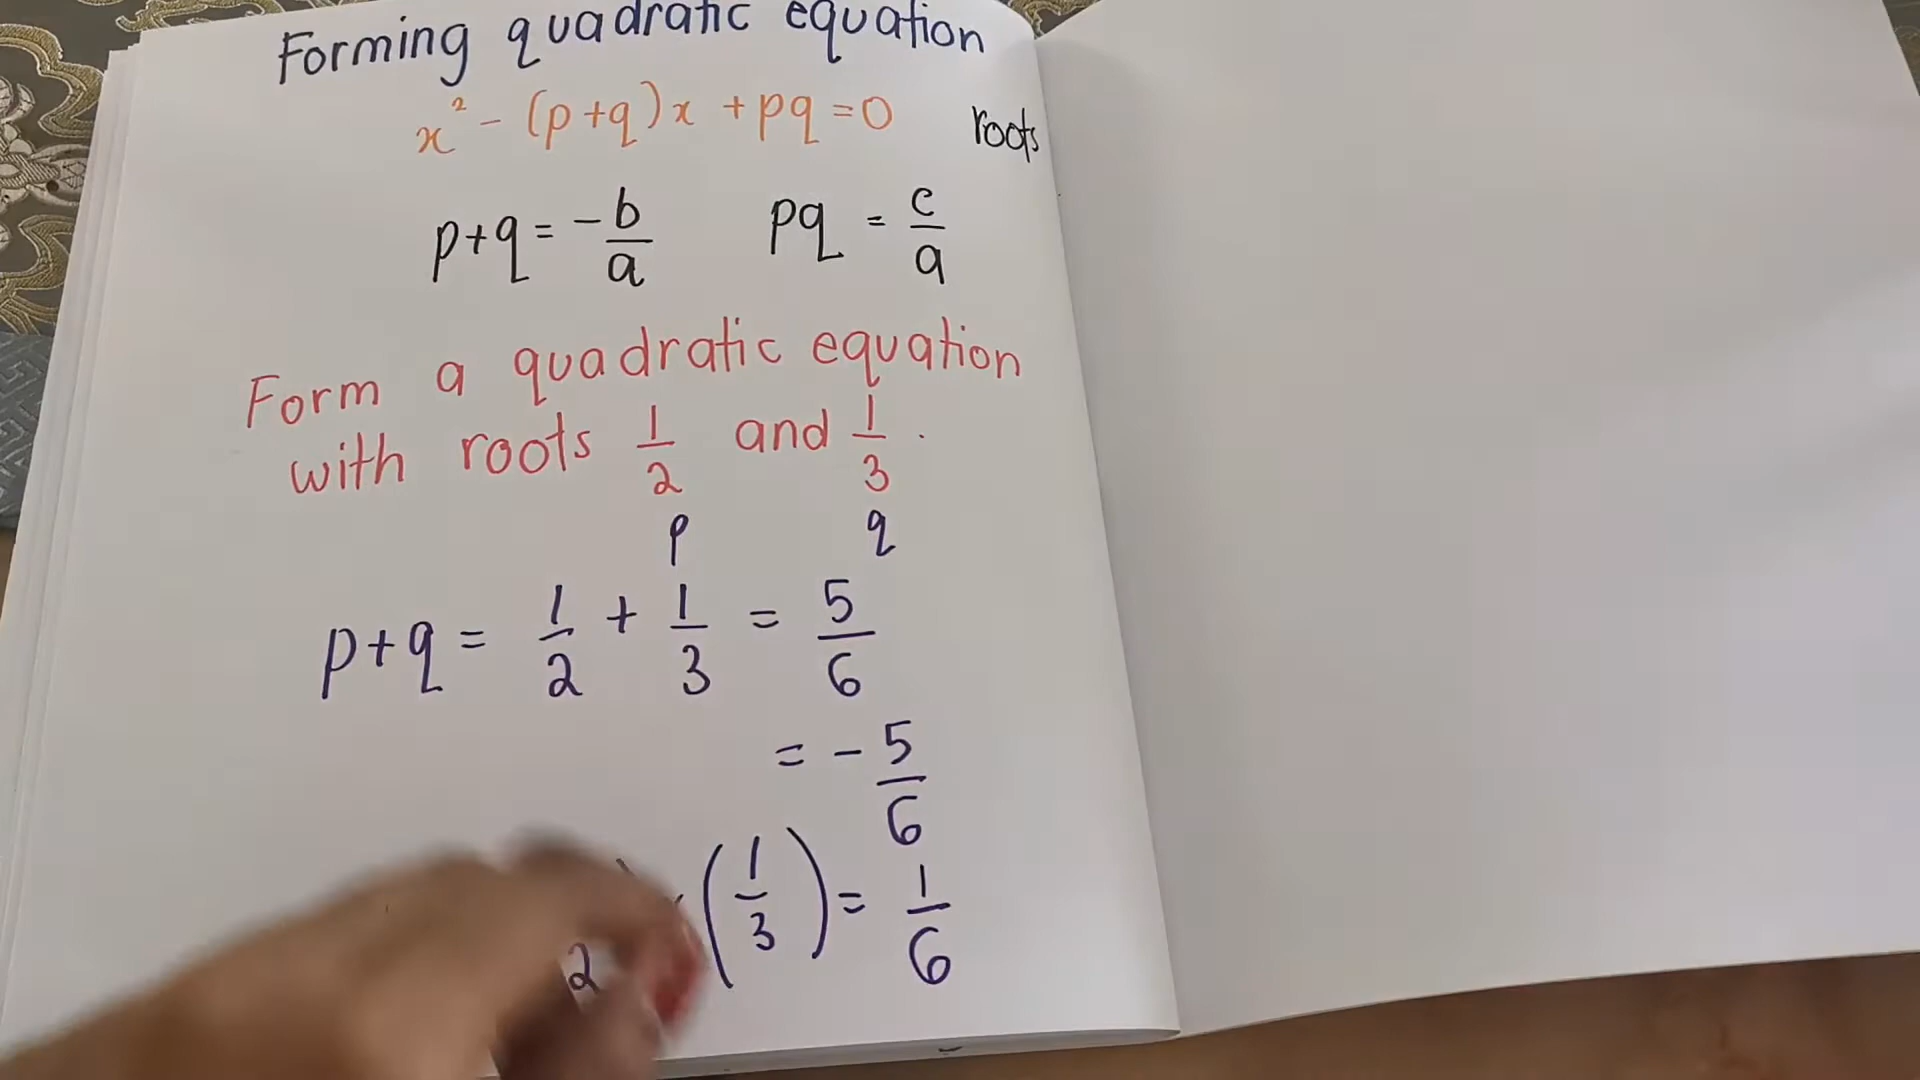 Forming quadratic equation
x² - (p+q)x + pq = 0 roots
p+q = -b/a pq = c/a
Form a quadratic equation
with roots 1/2 and 1/3.
p q
p+q = 1/2 + 1/3 = 5/6
= - 5/6
2 (1/3) = 1/6